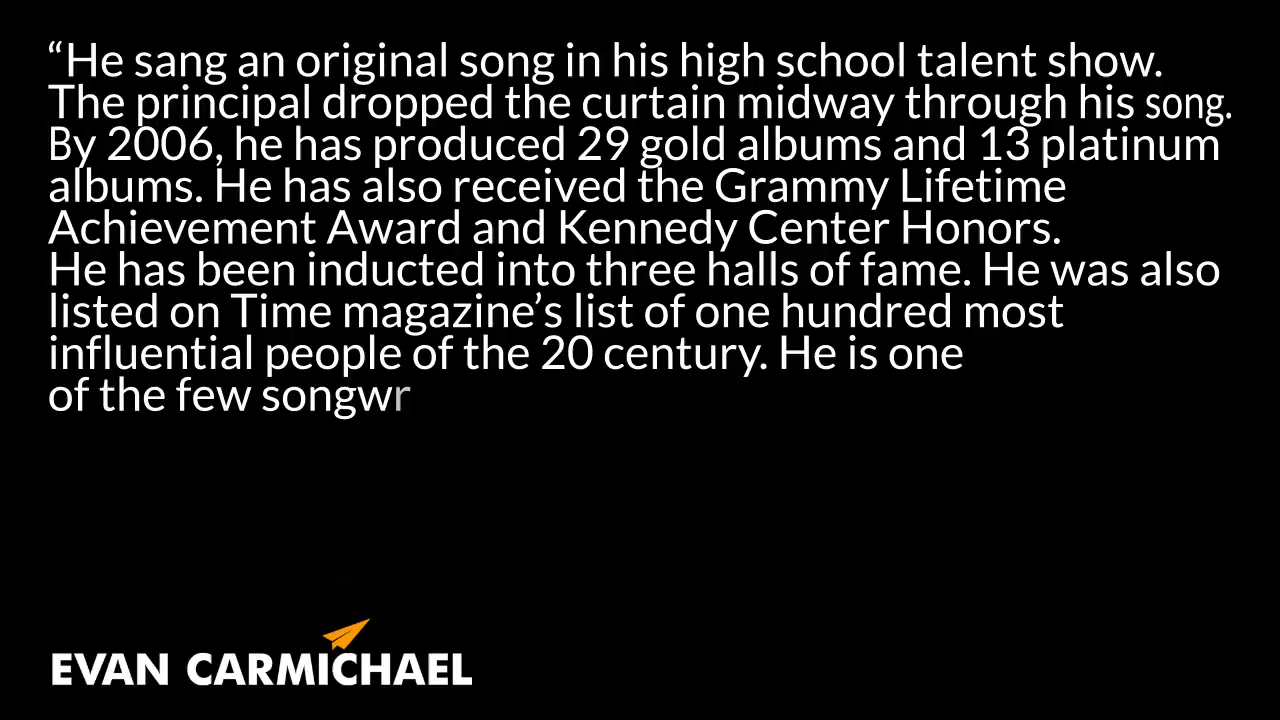 “He sang an original song in his high school talent show.
The principal dropped the curtain midway through his song.
By 2006, he has produced 29 gold albums and 13 platinum
albums. He has also received the Grammy Lifetime
Achievement Award and Kennedy Center Honors.
He has been inducted into three halls of fame. He was also
listed on Time magazine’s list of one hundred most
influential people of the 20 century. He is one
of the few songwr
EVAN CARMICHAEL